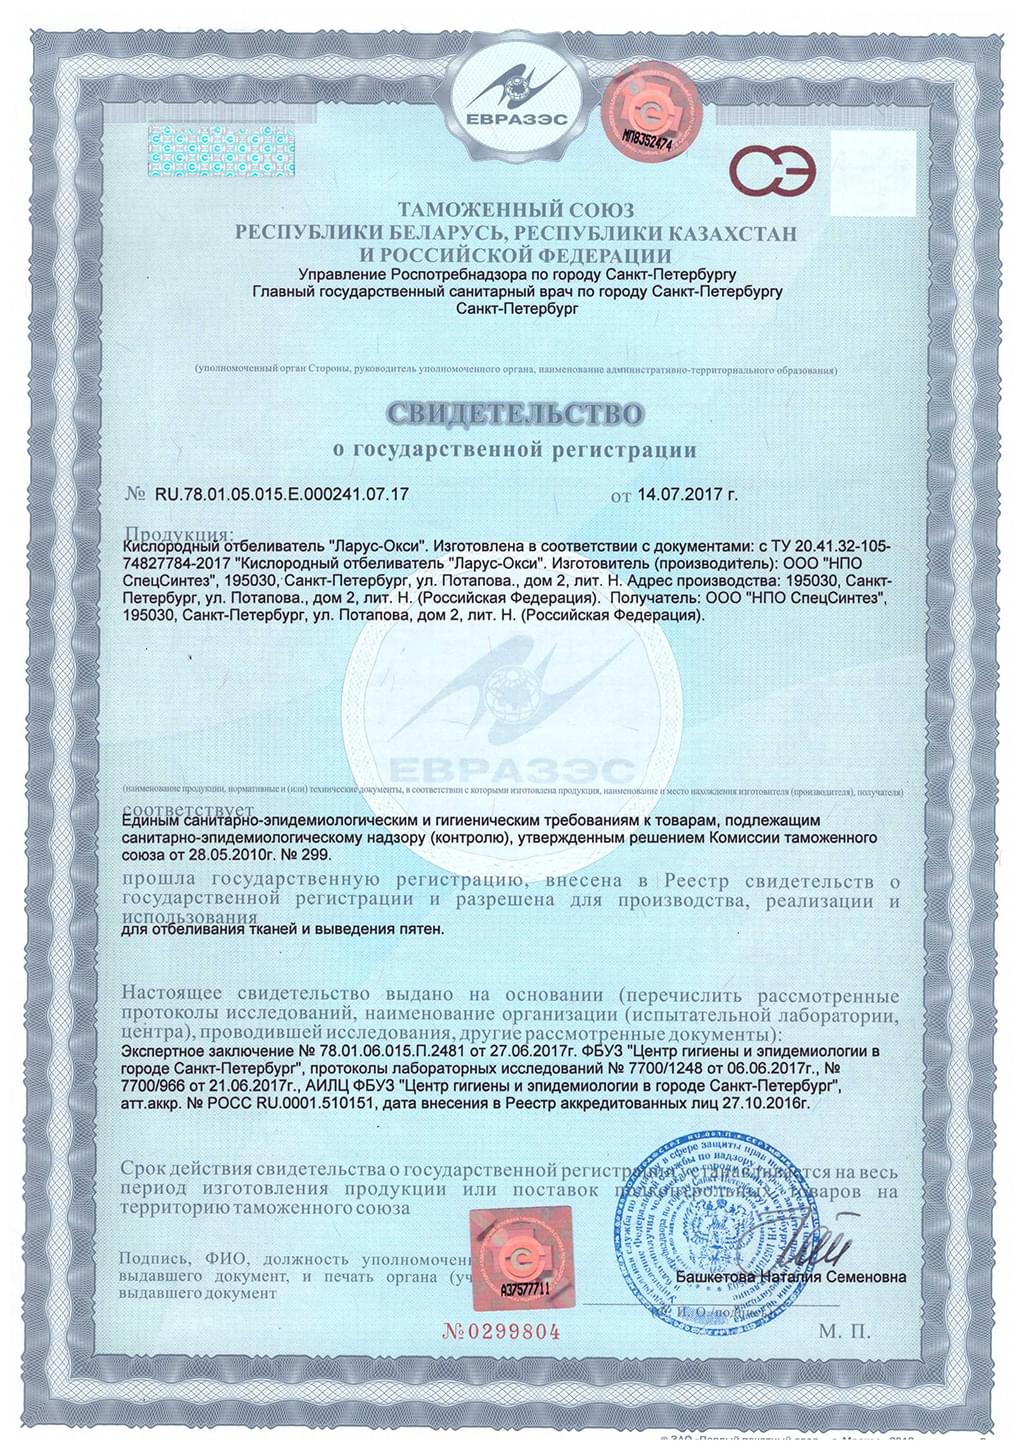 ЕВРАЗЭС
МП8352474
СЭ
ТАМОЖЕННЫЙ СОЮЗ
РЕСПУБЛИКИ БЕЛАРУСЬ, РЕСПУБЛИКИ КАЗАХСТАН
И РОССИЙСКОЙ ФЕДЕРАЦИИ
Управление Роспотребнадзора по городу Санкт-Петербургу
Главный государственный санитарный врач по городу Санкт-Петербургу
Санкт-Петербург
(уполномоченный орган Стороны, руководитель уполномоченного органа, наименование административно-территориального образования)
СВИДЕТЕЛЬСТВО
о государственной регистрации
№ RU.78.01.05.015.E.000241.07.17 от 14.07.2017 г.
Продукция:
Кислородный отбеливатель "Ларус-Окси". Изготовлена в соответствии с документами: с ТУ 20.41.32-105-
74827784-2017 "Кислородный отбеливатель "Ларус-Окси". Изготовитель (производитель): ООО "НПО
СпецСинтез", 195030, Санкт-Петербург, ул. Потапова., дом 2, лит. Н. Адрес производства: 195030, Санкт-
Петербург, ул. Потапова., дом 2, лит. Н. (Российская Федерация). Получатель: ООО "НПО СпецСинтез",
195030, Санкт-Петербург, ул. Потапова, дом 2, лит. Н. (Российская Федерация).
ЕВРАЗЭС
(наименование продукции, нормативные и (или) технические документы, в соответствии с которыми изготовлена продукция, наименование и место нахождения изготовителя (производителя), получателя)
соответствует
Единым санитарно-эпидемиологическим и гигиеническим требованиям к товарам, подлежащим
санитарно-эпидемиологическому надзору (контролю), утвержденным решением Комиссии таможенного
союза от 28.05.2010г. № 299.
прошла государственную регистрацию, внесена в Реестр свидетельств о
государственной регистрации и разрешена для производства, реализации и
использования
для отбеливания тканей и выведения пятен.
Настоящее свидетельство выдано на основании (перечислить рассмотренные
протоколы исследований, наименование организации (испытательной лаборатории,
центра), проводившей исследования, другие рассмотренные документы):
Экспертное заключение № 78.01.06.015.П.2481 от 27.06.2017г. ФБУЗ "Центр гигиены и эпидемиологии в
городе Санкт-Петербург", протоколы лабораторных исследований № 7700/1248 от 06.06.2017г., №
7700/966 от 21.06.2017г., АИЛЦ ФБУЗ "Центр гигиены и эпидемиологии в городе Санкт-Петербург",
атт.аккр. № РОСС RU.0001.510151, дата внесения в Реестр аккредитованных лиц 27.10.2016г.
Срок действия свидетельства о государственной регистрации устанавливается на весь
период изготовления продукции или поставок подконтрольных товаров на
территорию таможенного союза
Подпись, ФИО, должность уполномоченн
выдавшего документ, и печать органа (уч
выдавшего документ
А37577711
Башкетова Наталия Семеновна
(Ф. И. О./подпись)
№0299804
М. П.